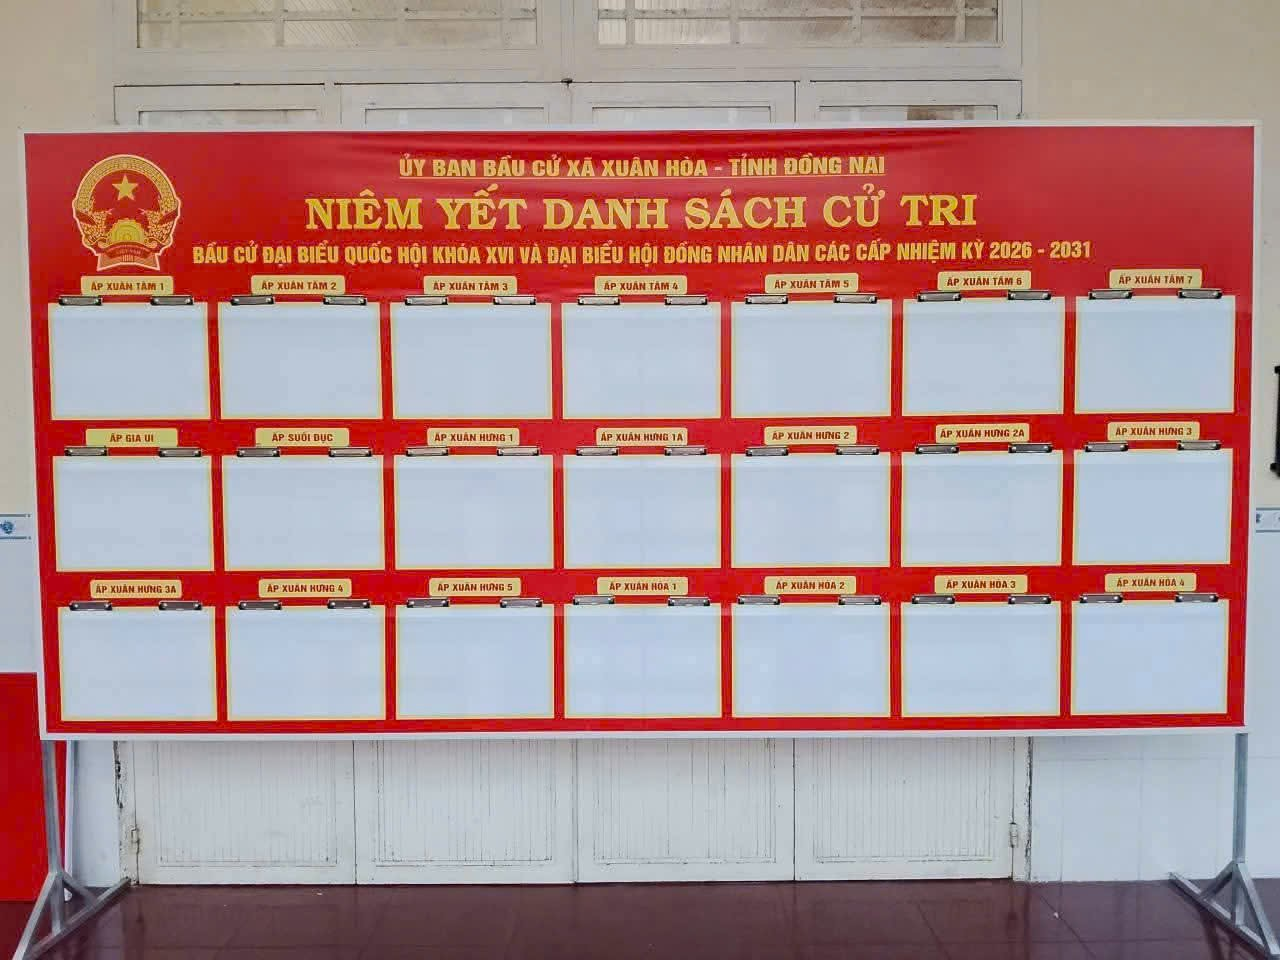 ỦY BAN BẦU CỬ XÃ XUÂN HÒA - TỈNH ĐỒNG NAI
NIÊM YẾT DANH SÁCH CỬ TRI
BẦU CỬ ĐẠI BIỂU QUỐC HỘI KHÓA XVI VÀ ĐẠI BIỂU HỘI ĐỒNG NHÂN DÂN CÁC CẤP NHIỆM KỲ 2026 - 2031
ẤP XUÂN TÂM 1
ẤP XUÂN TÂM 2
ẤP XUÂN TÂM 3
ẤP XUÂN TÂM 4
ẤP XUÂN TÂM 5
ẤP XUÂN TÂM 6
ẤP XUÂN TÂM 7
ẤP GIA UI
ẤP SUỐI ĐỤC
ẤP XUÂN HƯNG 1
ẤP XUÂN HƯNG 1A
ẤP XUÂN HƯNG 2
ẤP XUÂN HƯNG 2A
ẤP XUÂN HƯNG 3
ẤP XUÂN HƯNG 3A
ẤP XUÂN HƯNG 4
ẤP XUÂN HƯNG 5
ẤP XUÂN HÒA 1
ẤP XUÂN HÒA 2
ẤP XUÂN HÒA 3
ẤP XUÂN HÒA 4